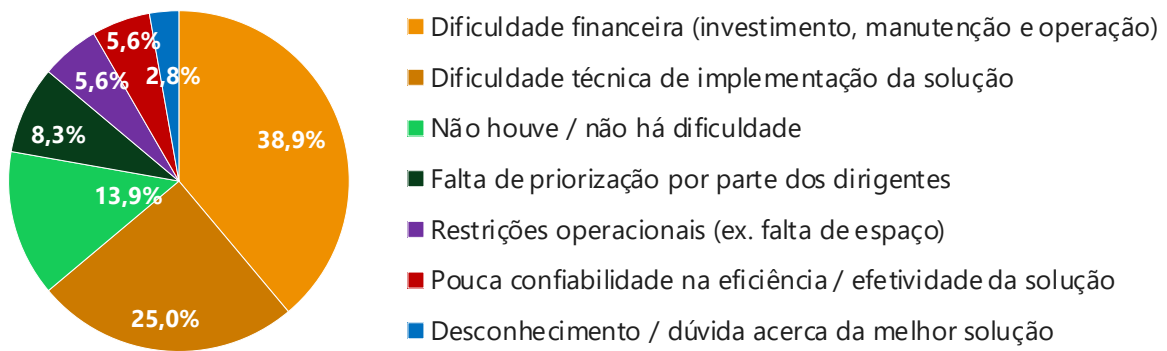 5,6%
2,8%
5,6%
8,3%
38,9%
13,9%
25,0%
Dificuldade financeira (investimento, manutenção e operação)
Dificuldade técnica de implementação da solução
Não houve / não há dificuldade
Falta de priorização por parte dos dirigentes
Restrições operacionais (ex. falta de espaço)
Pouca confiabilidade na eficiência / efetividade da solução
Desconhecimento / dúvida acerca da melhor solução